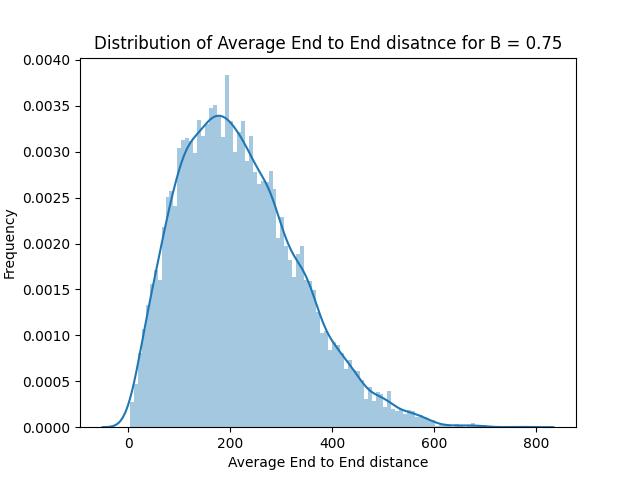 Distribution of Average End to End disatnce for B = 0.75
0.0040
0.0035
0.0030
0.0025
0.0020
0.0015
0.0010
0.0005
0.0000
Frequency
0 200 400 600 800
Average End to End distance